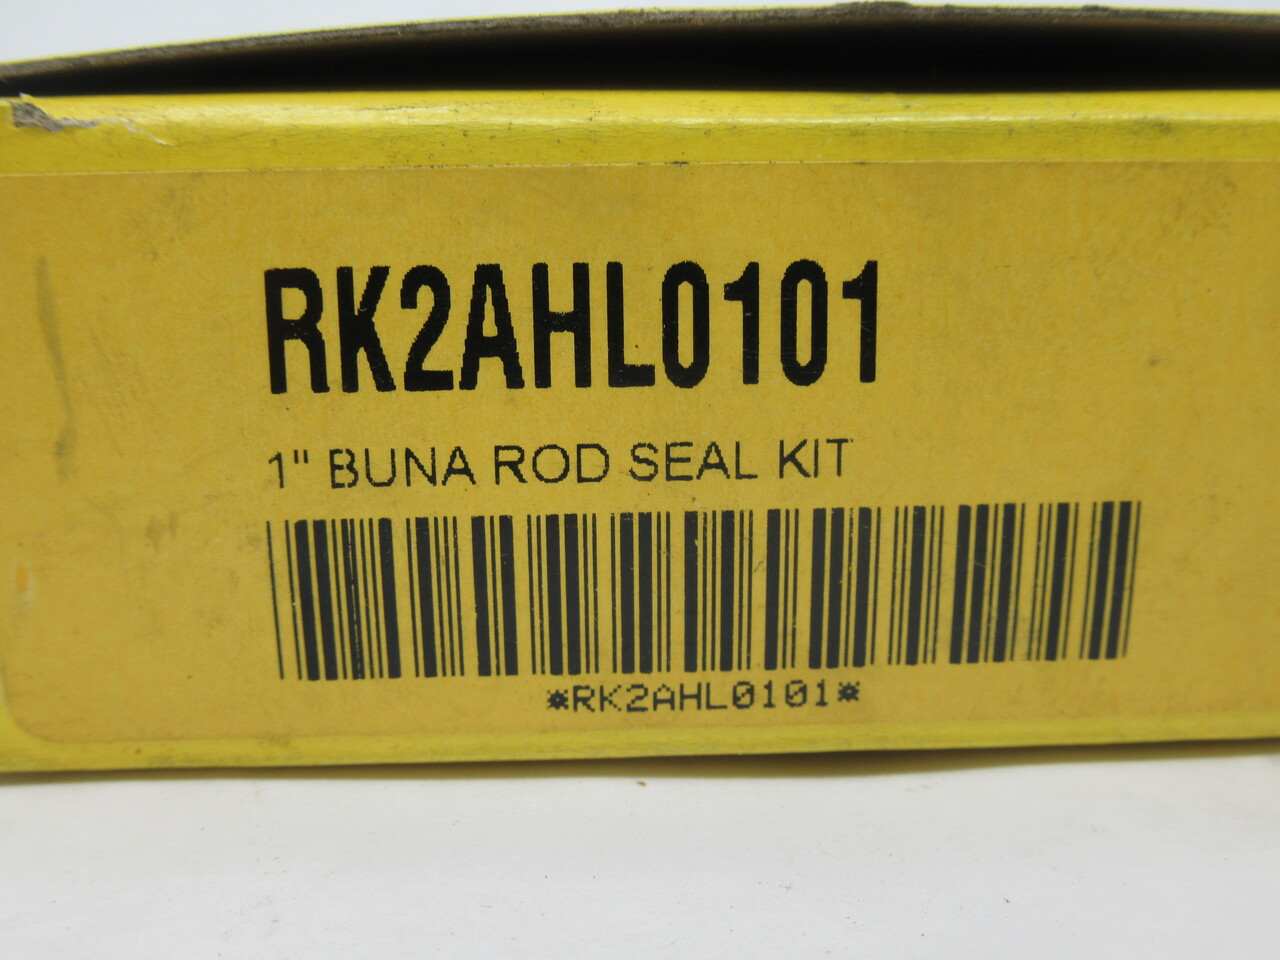 RK2AHL0101
1" BUNA ROD SEAL KIT
*RK2AHL0101*